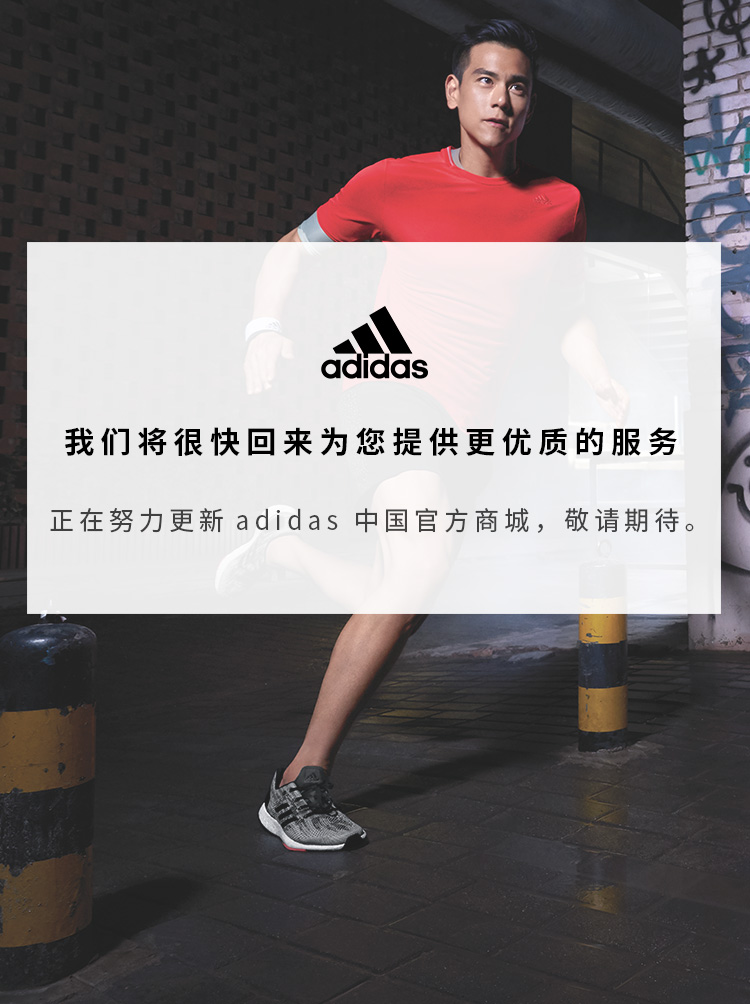 adidas
我们将很快回来为您提供更优质的服务
正在努力更新 adidas 中国官方商城，敬请期待。